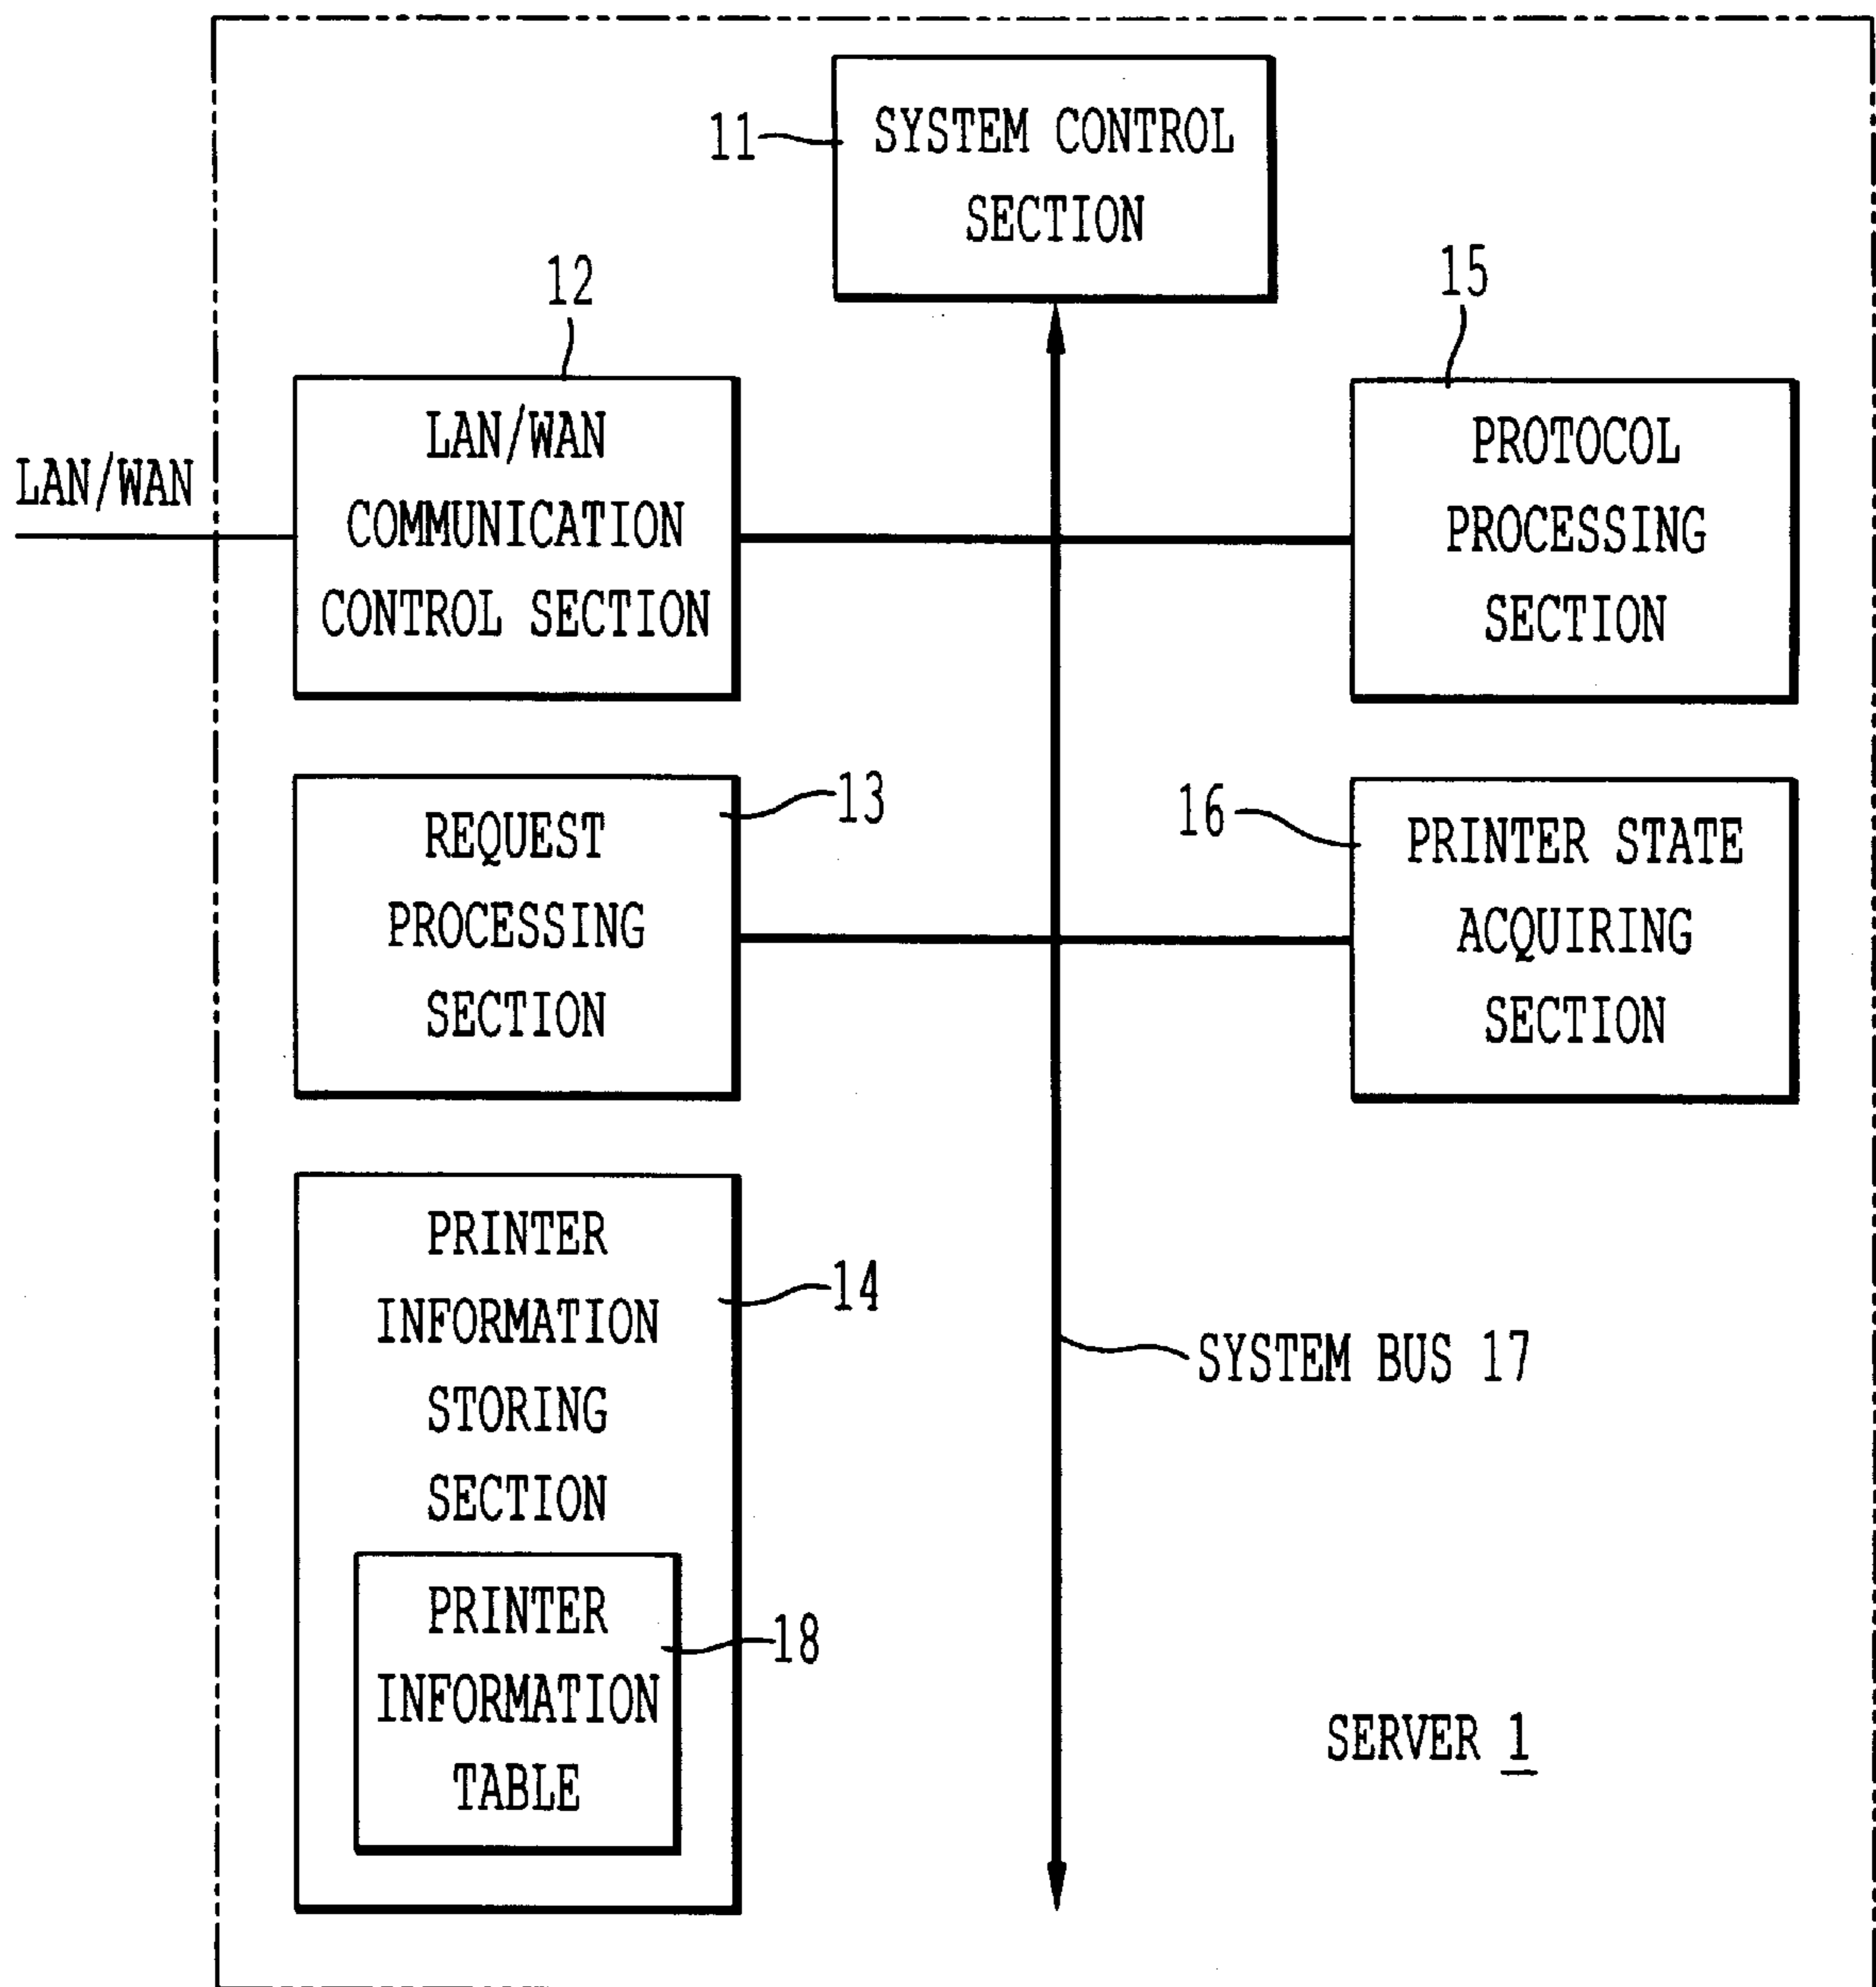 11
SYSTEM CONTROL
SECTION
12
LAN/WAN
COMMUNICATION
CONTROL SECTION
LAN/WAN
15
PROTOCOL
PROCESSING
SECTION
13
REQUEST
PROCESSING
SECTION
16
PRINTER STATE
ACQUIRING
SECTION
14
PRINTER
INFORMATION
STORING
SECTION
SYSTEM BUS 17
18
PRINTER
INFORMATION
TABLE
SERVER 1